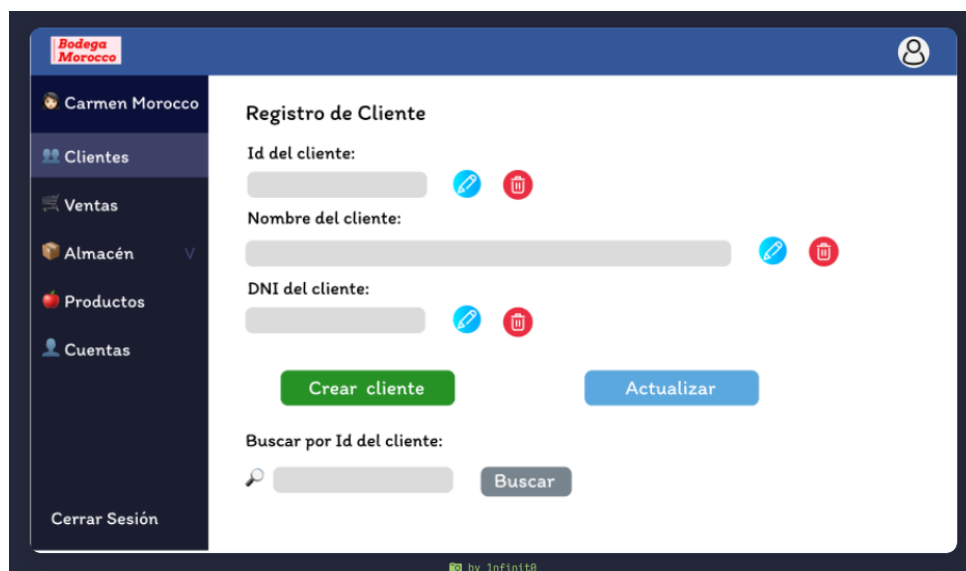 Bodega
Morocco
Carmen Morocco
Clientes
Ventas
Almacén V
Productos
Cuentas
Cerrar Sesión
Registro de Cliente
Id del cliente:
Nombre del cliente:
DNI del cliente:
Crear cliente
Actualizar
Buscar por Id del cliente:
Buscar
by 1nfinit0